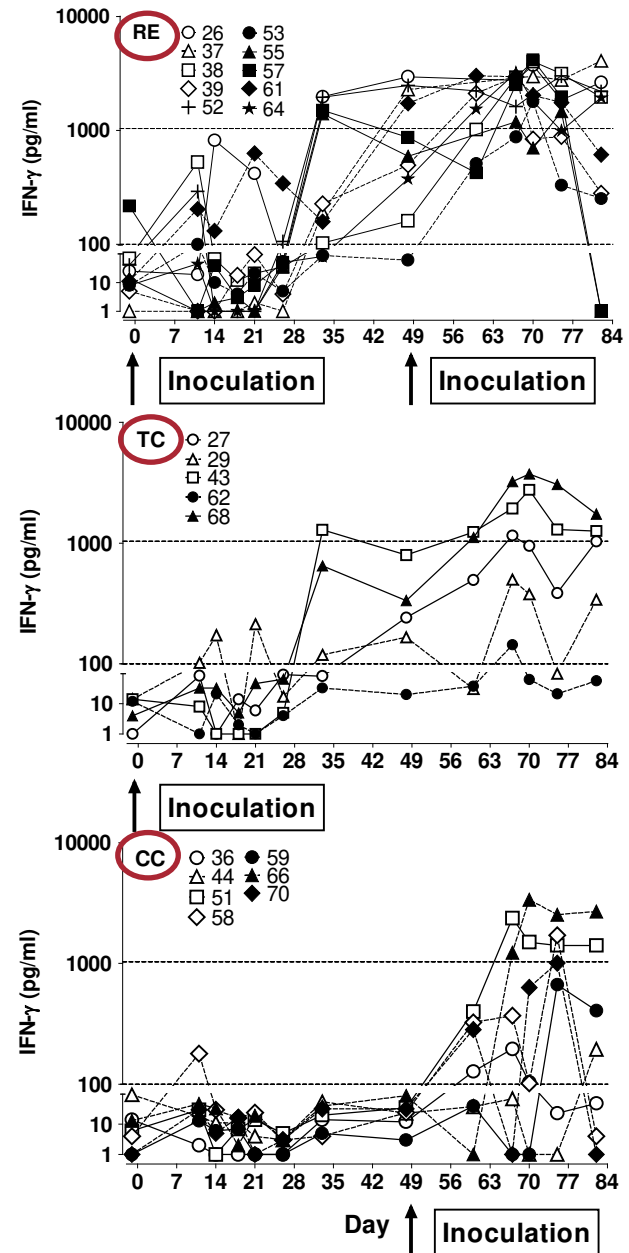 RE
26 53
37 55
38 57
39 61
52 64
IFN-γ (pg/ml)
1000
100
10
1
0 7 14 21 28 35 42 49 56 63 70 77 84
Inoculation Inoculation
10000
TC
27
29
43
62
68
IFN-γ (pg/ml)
1000
100
10
1
0 7 14 21 28 35 42 49 56 63 70 77 84
Inoculation
10000
CC
36 59
44 66
51 70
58
IFN-γ (pg/ml)
1000
100
10
1
0 7 14 21 28 35 42 49 56 63 70 77 84
Day
Inoculation